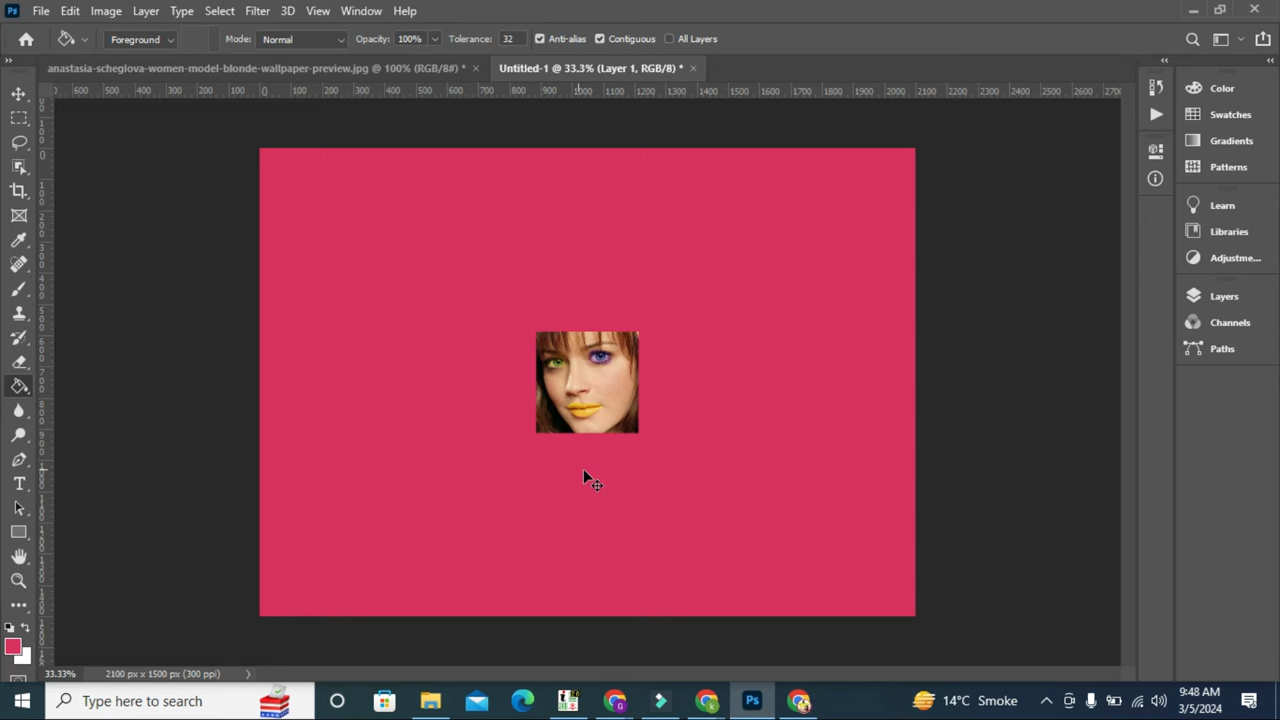 Ps File Edit Image Layer Type Select Filter 3D View Window Help
Foreground Mode: Normal Opacity: 100% Tolerance: 32 Anti-alias Contiguous All Layers
anastasia-scheglova-women-model-blonde-wallpaper-preview.jpg @ 100% (RGB/8#) * × Untitled-1 @ 33.3% (Layer 1, RGB/8) * ×
600 500 400 300 200 100 0 100 200 300 400 500 600 700 800 900 1000 1100 1200 1300 1400 1500 1600 1700 1800 1900 2000 2100 2200 2300 2400 2500 2600
Color
Swatches
Gradients
Patterns
Learn
Libraries
Adjustme...
Layers
Channels
Paths
33.33% 2100 px x 1500 px (300 ppi)
Type here to search
Ps
14°C Smoke
9:48 AM
3/5/2024